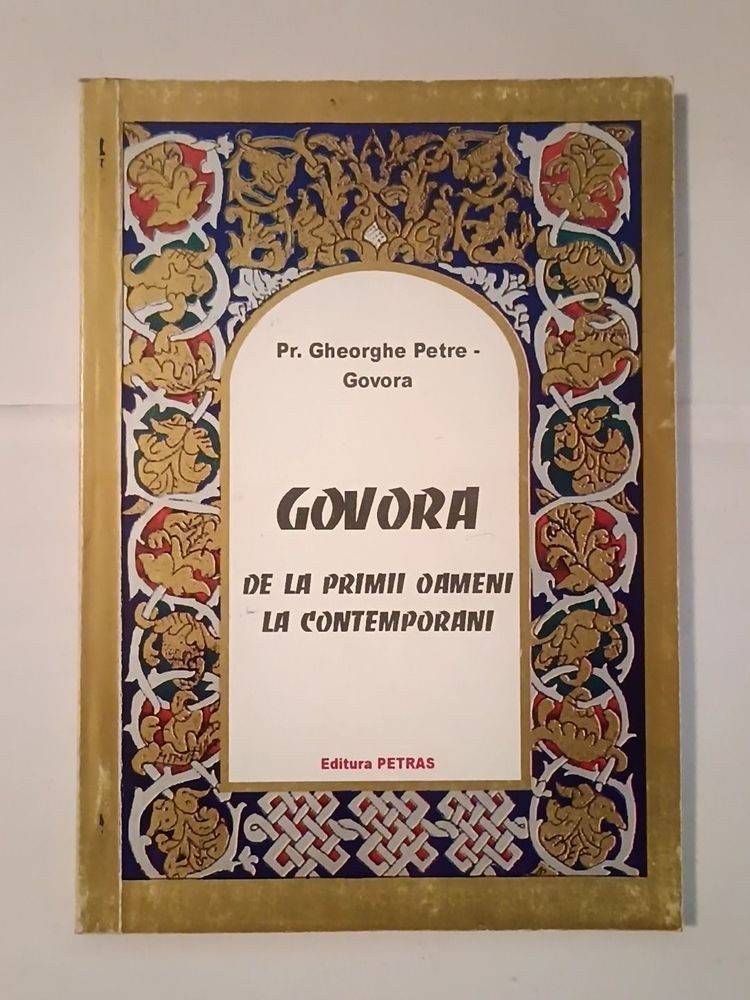 Pr. Gheorghe Petre -
Govora
GOVORA
DE LA PRIMII OAMENI
LA CONTEMPORANI
Editura PETRAS